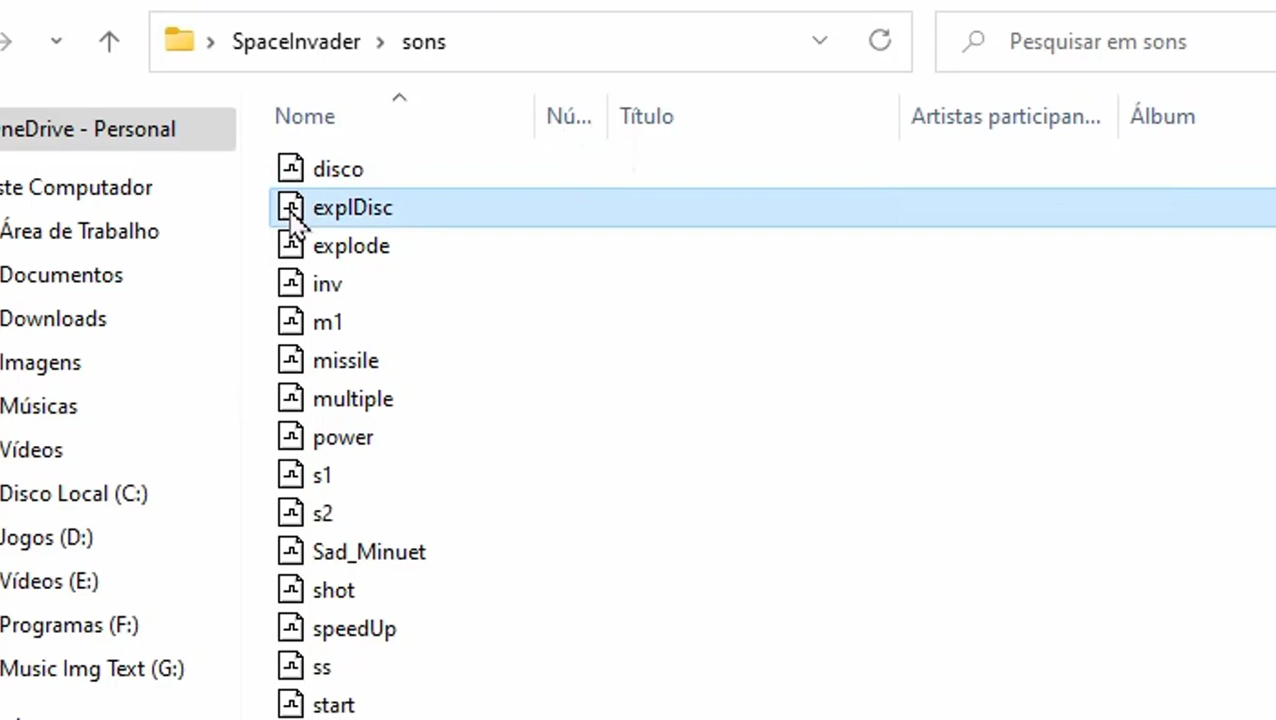 SpaceInvader > sons
Pesquisar em sons
Nome Nú... Título Artistas participan... Álbum
neDrive - Personal
ste Computador
Área de Trabalho
Documentos
Downloads
Imagens
Músicas
Vídeos
Disco Local (C:)
Jogos (D:)
Vídeos (E:)
Programas (F:)
Music Img Text (G:)
disco
explDisc
explode
inv
m1
missile
multiple
power
s1
s2
Sad_Minuet
shot
speedUp
ss
start